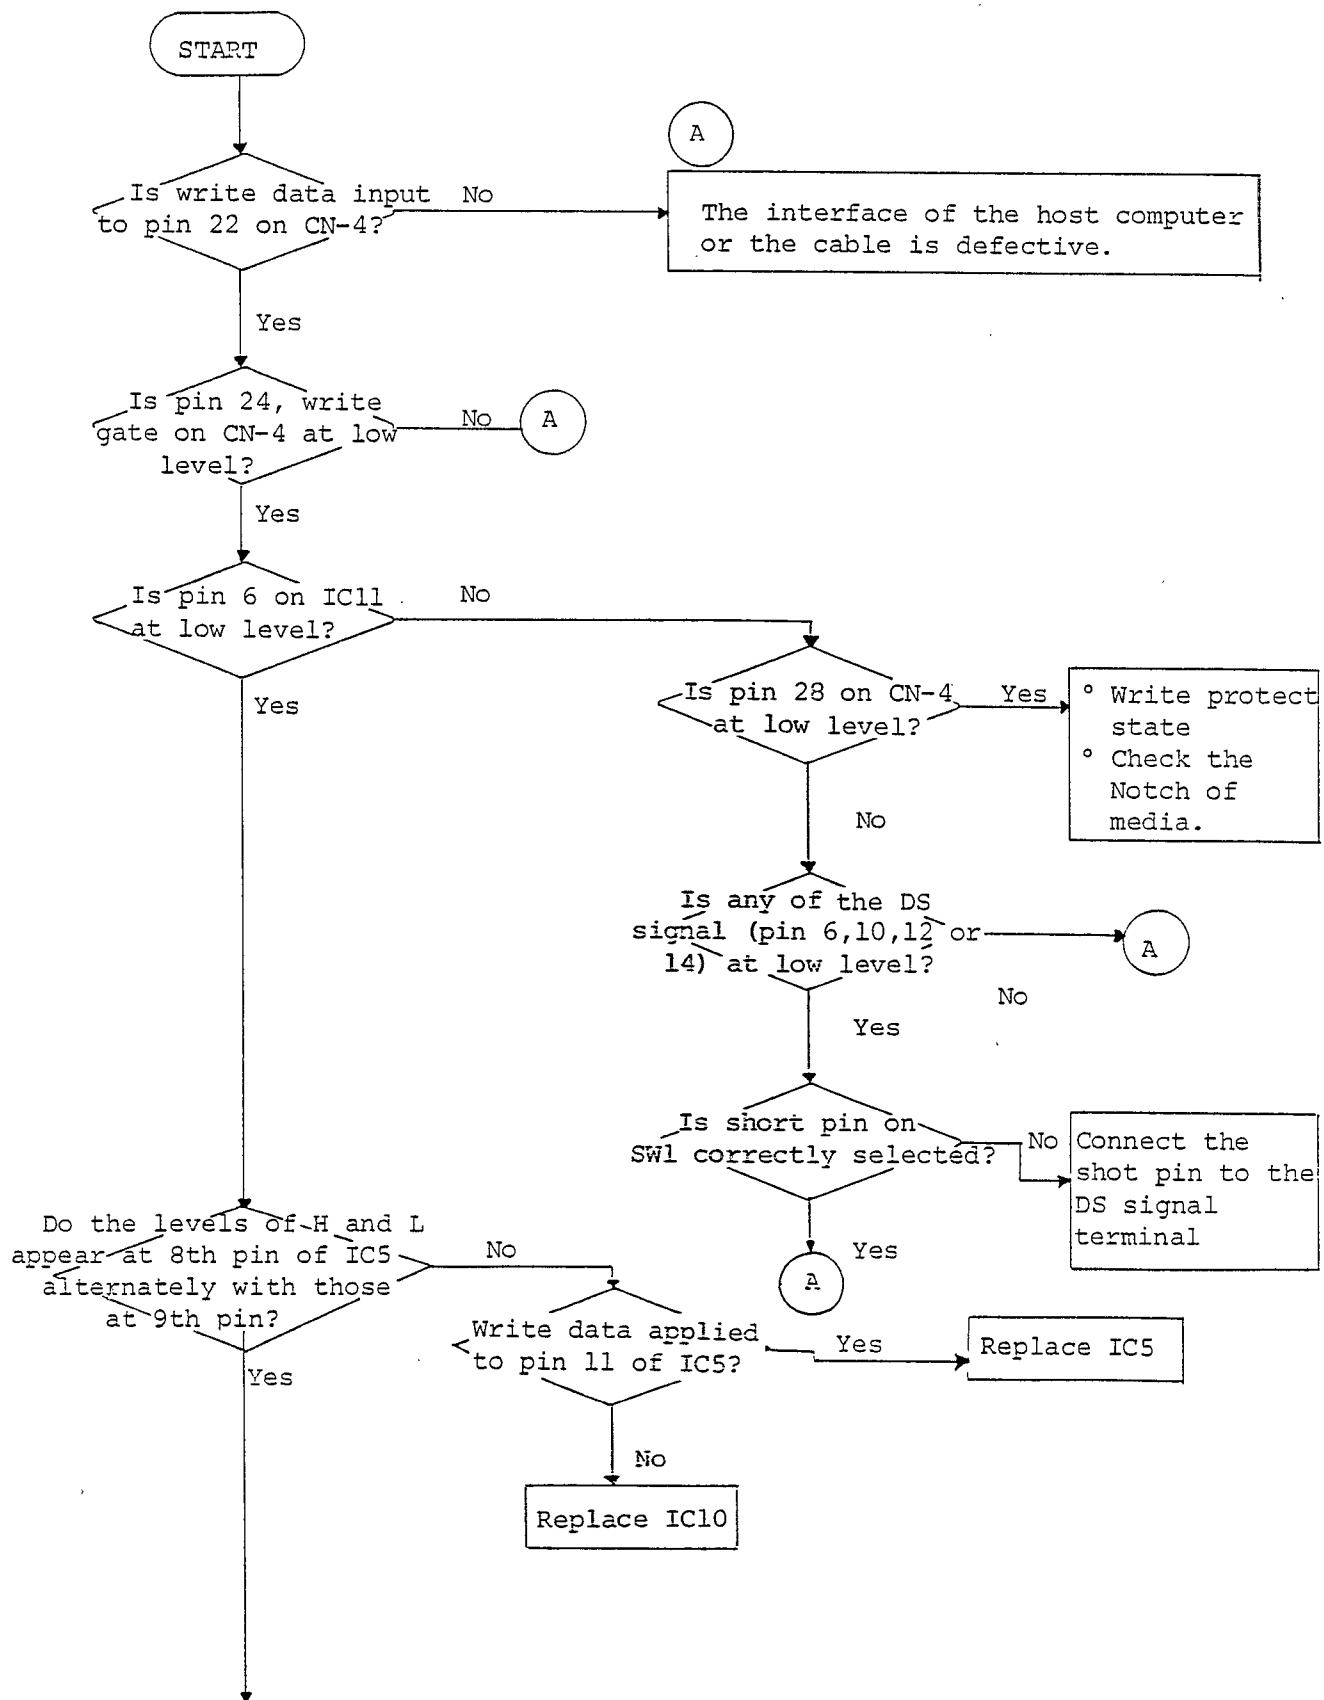 START
A
Is write data input
to pin 22 on CN-4?
No
The interface of the host computer
or the cable is defective.
Yes
Is pin 24, write
gate on CN-4 at low
level?
No
A
Yes
Is pin 6 on IC11
at low level?
No
Yes
Is pin 28 on CN-4
at low level?
Yes
° Write protect
state
° Check the
Notch of
media.
No
Is any of the DS
signal (pin 6,10,12 or
14) at low level?
A
No
Yes
Is short pin on
SW1 correctly selected?
No
Connect the
shot pin to the
DS signal
terminal
Yes
A
Do the levels of H and L
appear at 8th pin of IC5
alternately with those
at 9th pin?
No
Yes
Write data applied
to pin 11 of IC5?
Yes
Replace IC5
No
Replace IC10